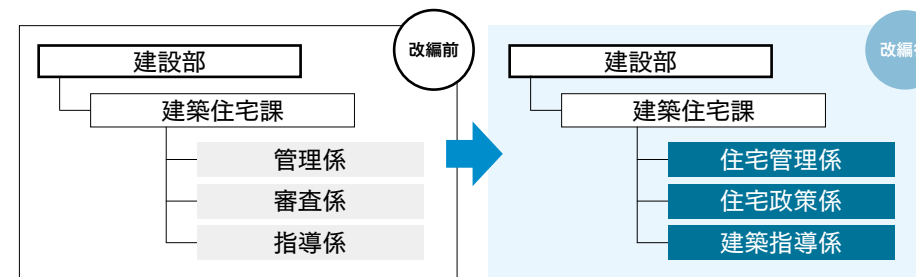 改編前
建設部
建築住宅課
管理係
審査係
指導係
改編
建設部
建築住宅課
住宅管理係
住宅政策係
建築指導係